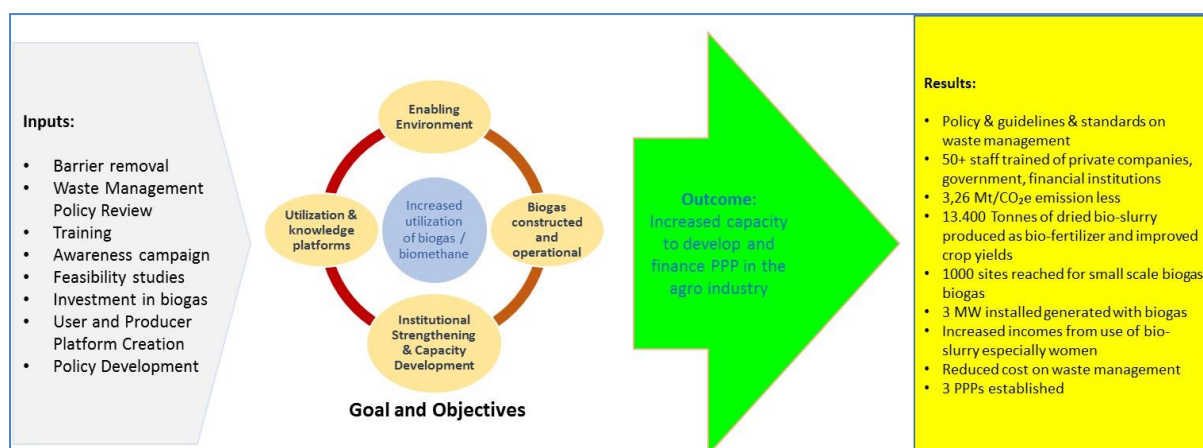 Inputs:
• Barrier removal
• Waste Management
Policy Review
• Training
• Awareness campaign
• Feasibility studies
• Investment in biogas
• User and Producer
Platform Creation
• Policy Development
Enabling
Environment
Utilization &
knowledge
platforms
Increased
utilization
of biogas /
biomethane
Biogas
constructed
and
operational
Institutional
Strengthening
& Capacity
Development
Goal and Objectives
Outcome:
Increased capacity
to develop and
finance PPP in the
agro industry
Results:
• Policy & guidelines & standards on
waste management
• 50+ staff trained of private companies,
government, financial institutions
• 3,26 Mt/CO₂e emission less
• 13.400 Tonnes of dried bio-slurry
produced as bio-fertilizer and improved
crop yields
• 1000 sites reached for small scale biogas
biogas
• 3 MW installed generated with biogas
• Increased incomes from use of bio-
slurry especially women
• Reduced cost on waste management
• 3 PPPs established